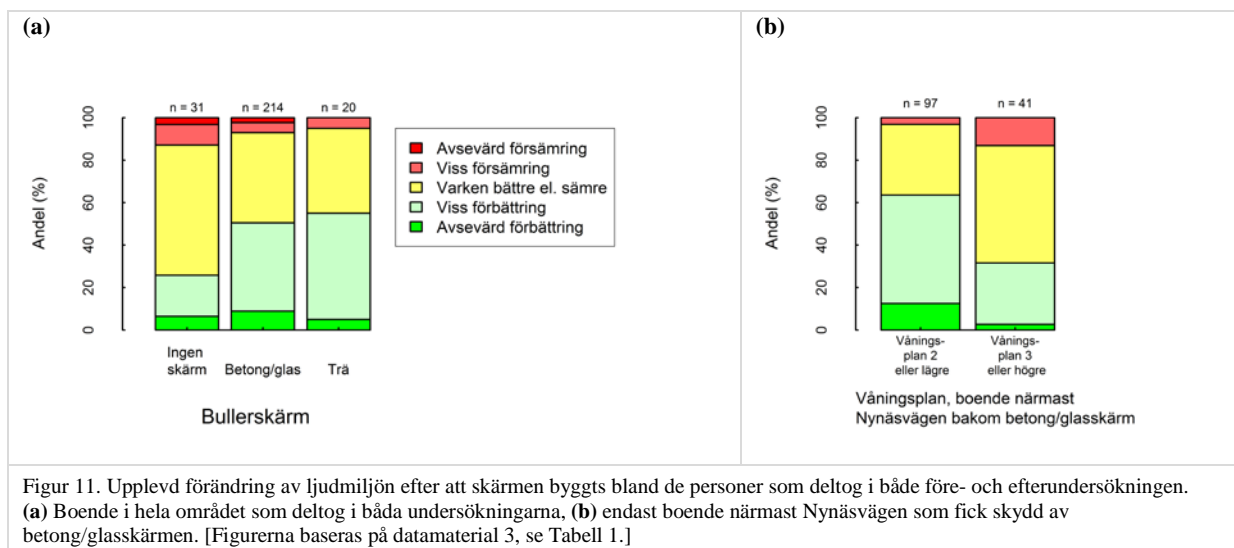 (a)
n = 31 n = 214 n = 20
Andel (%)
100
80
60
40
20
0
Ingen
skärm
Betong/glas
Trä
Bullerskärm
Avsevärd försämring
Viss försämring
Varken bättre el. sämre
Viss förbättring
Avsevärd förbättring
(b)
n = 97 n = 41
Andel (%)
100
80
60
40
20
0
Vånings-
plan 2
eller lägre
Vånings-
plan 3
eller högre
Våningsplan, boende närmast
Nynäsvägen bakom betong/glasskärm
Figur 11. Upplevd förändring av ljudmiljön efter att skärmen byggts bland de personer som deltog i både före- och efterundersökningen.
(a) Boende i hela området som deltog i båda undersökningarna, (b) endast boende närmast Nynäsvägen som fick skydd av
betong/glasskärmen. [Figurerna baseras på datamaterial 3, se Tabell 1.]